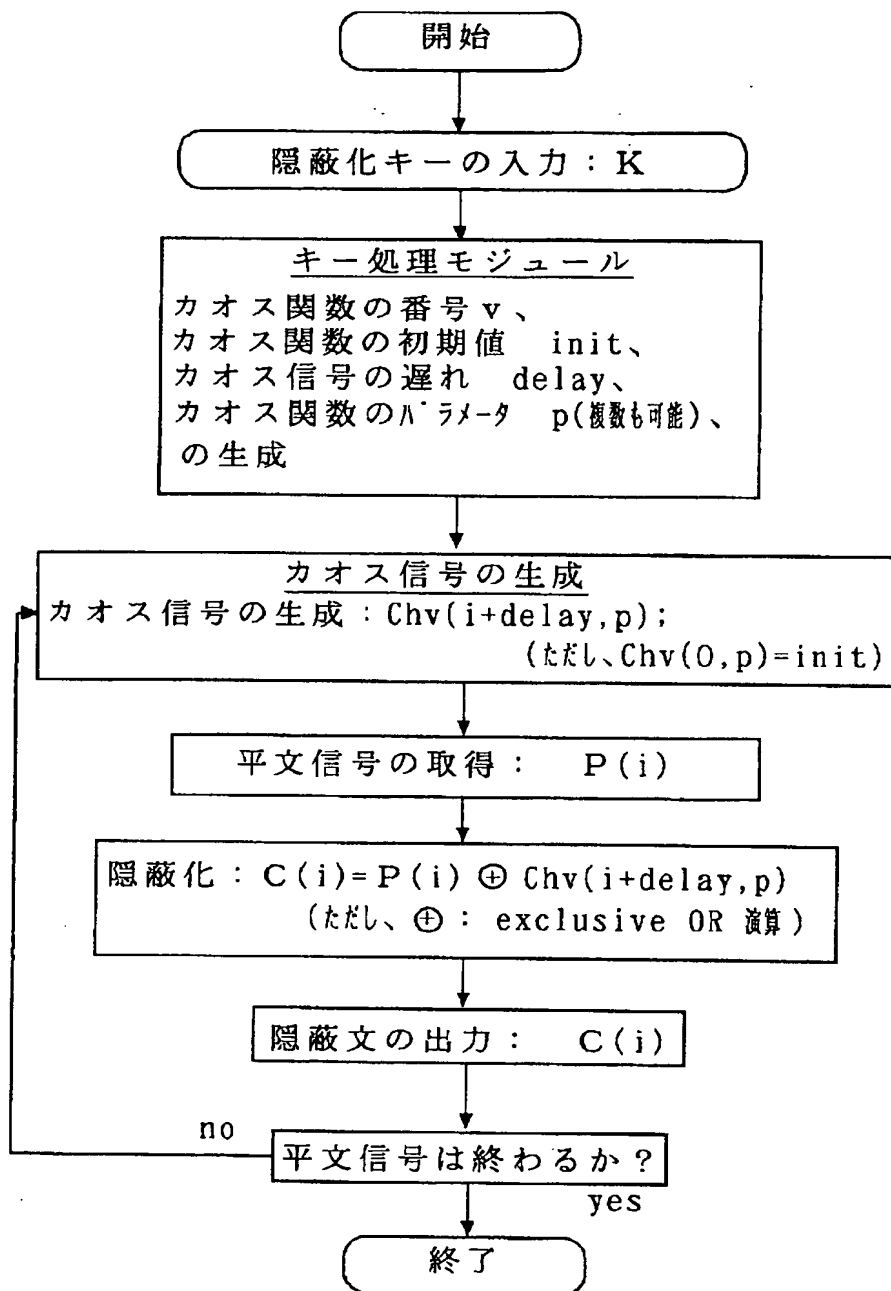 開始
隠蔽化キーの入力：K
キー処理モジュール
カオス関数の番号v、
カオス関数の初期値　init、
カオス信号の遅れ　delay、
カオス関数のﾊﾟﾗﾒｰﾀ　p(複数も可能)、
の生成
カオス信号の生成
カオス信号の生成：Chv(i+delay,p);
(ただし、Chv(0,p)=init)
平文信号の取得：　P(i)
隠蔽化：C(i)=P(i)⊕Chv(i+delay,p)
(ただし、⊕：exclusive OR 演算)
隠蔽文の出力：　C(i)
no
平文信号は終わるか？
yes
終了